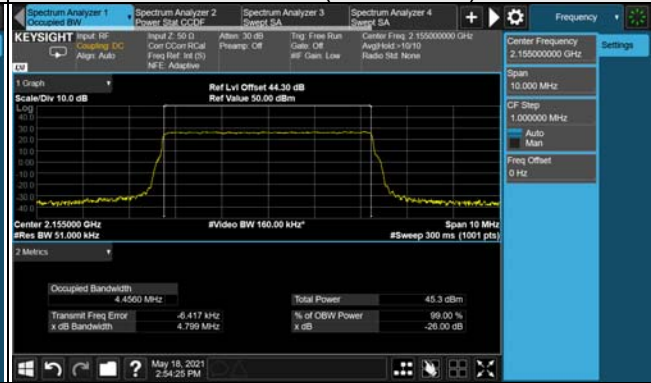 Spectrum Analyzer 1
Occupied BW
Spectrum Analyzer 2
Power Stat CCDF
Spectrum Analyzer 3
Swept SA
Spectrum Analyzer 4
Swept SA
Frequency
KEYSIGHT
Input: RF
Coupling: DC
Align: Auto
Input Z: 50 Ω
Corr CCorr RCal
Freq Ref: Int (S)
NFE: Adaptive
Atten: 30 dB
Preamp: Off
Trig: Free Run
Gate: Off
#IF Gain: Low
Center Freq: 2.155000000 GHz
Avg|Hold:>10/10
Radio Std: None
LXI
Center Frequency
2.155000000 GHz
Settings
Span
10.000 MHz
CF Step
1.000000 MHz
Auto
Man
Freq Offset
0 Hz
1 Graph
Scale/Div 10.0 dB
Ref Lvl Offset 44.30 dB
Ref Value 50.00 dBm
Log
40.0
30.0
20.0
10.0
0.00
-10.0
-20.0
-30.0
-40.0
Center 2.155000 GHz
#Res BW 51.000 kHz
#Video BW 160.00 kHz*
Span 10 MHz
#Sweep 300 ms (1001 pts)
2 Metrics
Occupied Bandwidth
4.4560 MHz
Total Power 45.3 dBm
Transmit Freq Error -6.417 kHz
% of OBW Power 99.00 %
x dB Bandwidth 4.799 MHz
x dB -26.00 dB
?
May 18, 2021
2:54:25 PM